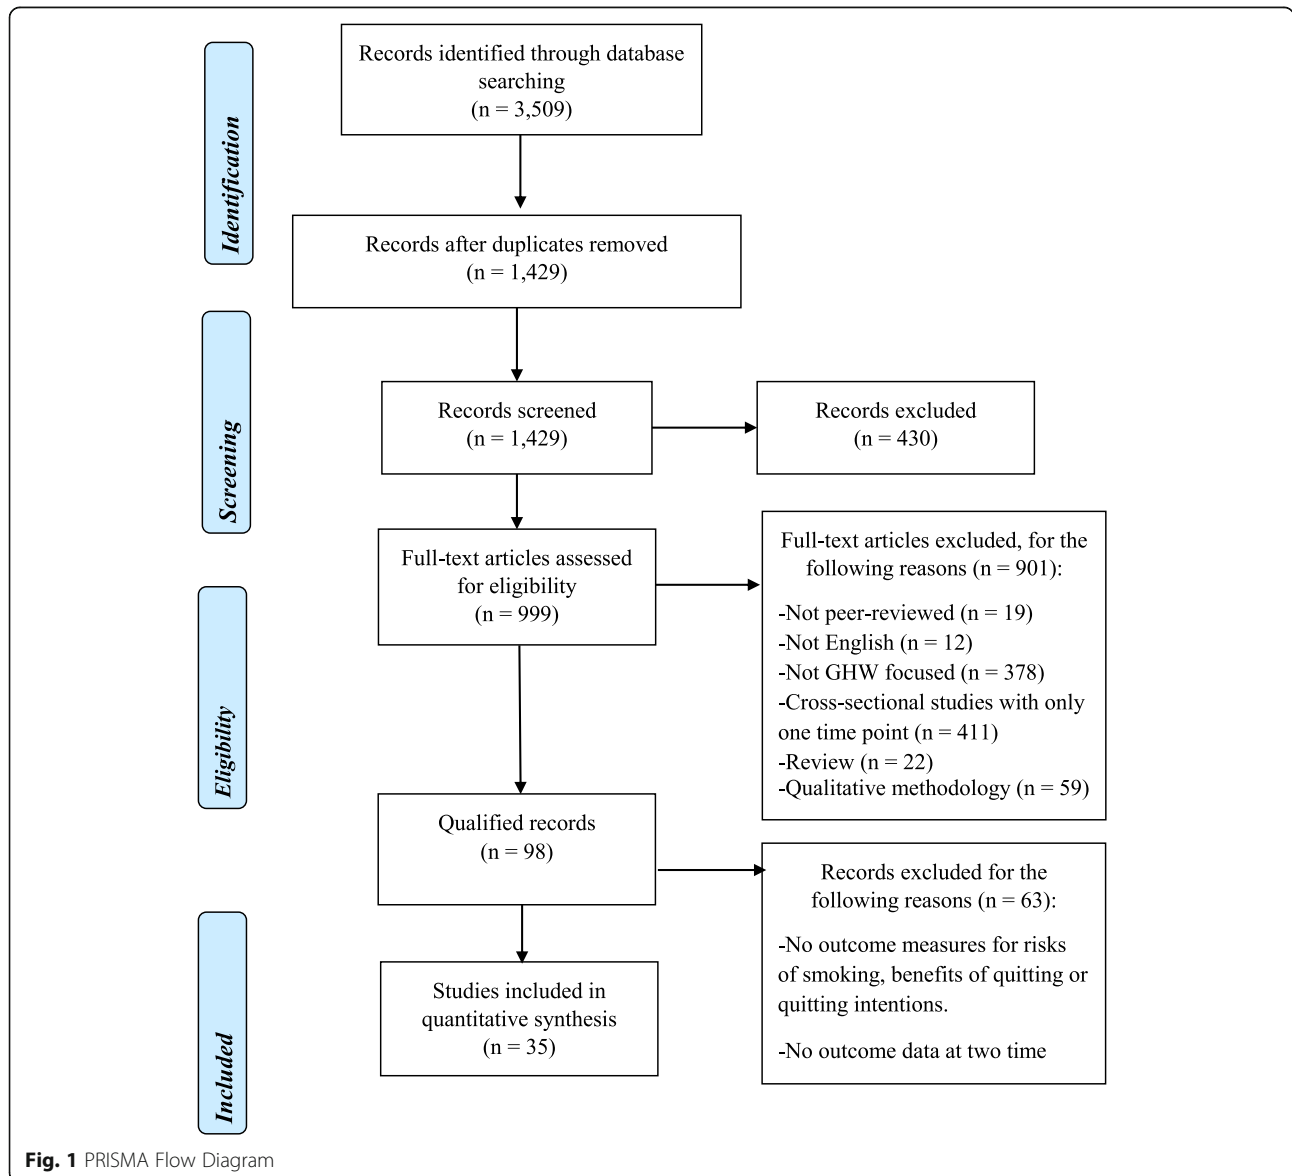 Identification
Records identified through database
searching
(n = 3,509)
Records after duplicates removed
(n = 1,429)
Screening
Records screened
(n = 1,429)
Records excluded
(n = 430)
Eligibility
Full-text articles assessed
for eligibility
(n = 999)
Full-text articles excluded, for the
following reasons (n = 901):
-Not peer-reviewed (n = 19)
-Not English (n = 12)
-Not GHW focused (n = 378)
-Cross-sectional studies with only
one time point (n = 411)
-Review (n = 22)
-Qualitative methodology (n = 59)
Qualified records
(n = 98)
Records excluded for the
following reasons (n = 63):
-No outcome measures for risks
of smoking, benefits of quitting or
quitting intentions.
-No outcome data at two time
Included
Studies included in
quantitative synthesis
(n = 35)
Fig. 1 PRISMA Flow Diagram